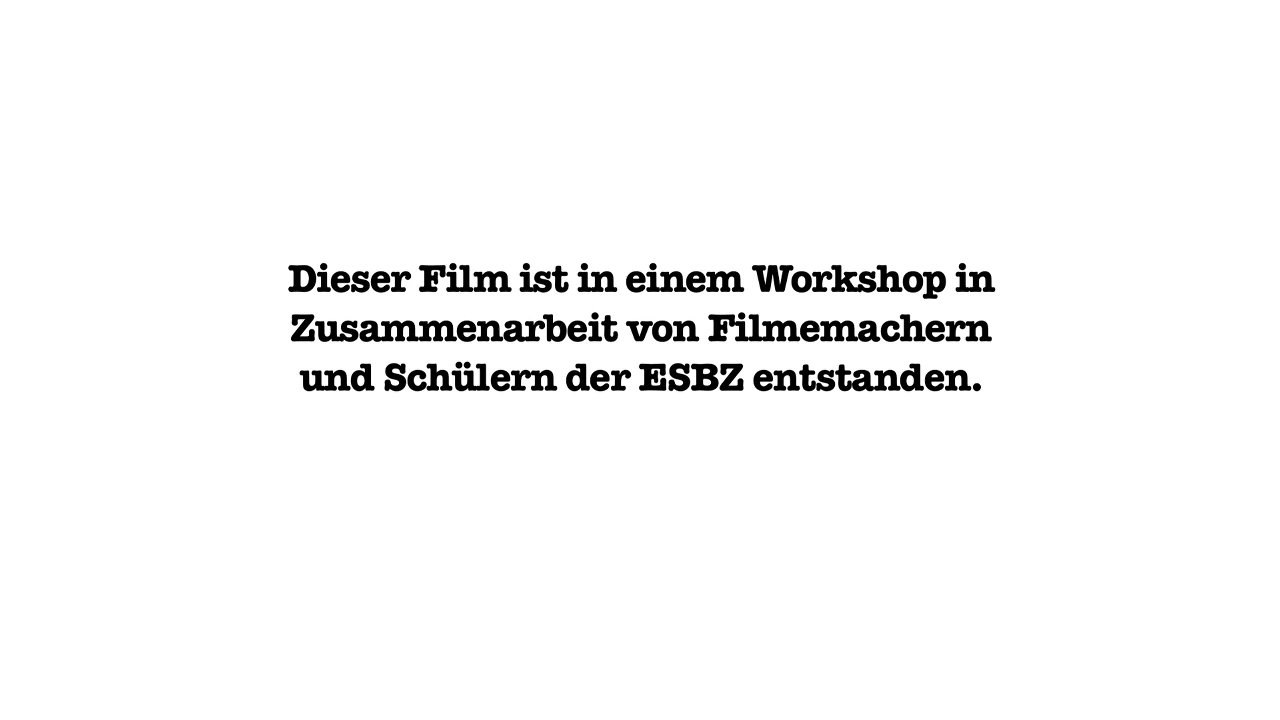 Dieser Film ist in einem Workshop in
Zusammenarbeit von Filmemachern
und Schülern der ESBZ entstanden.